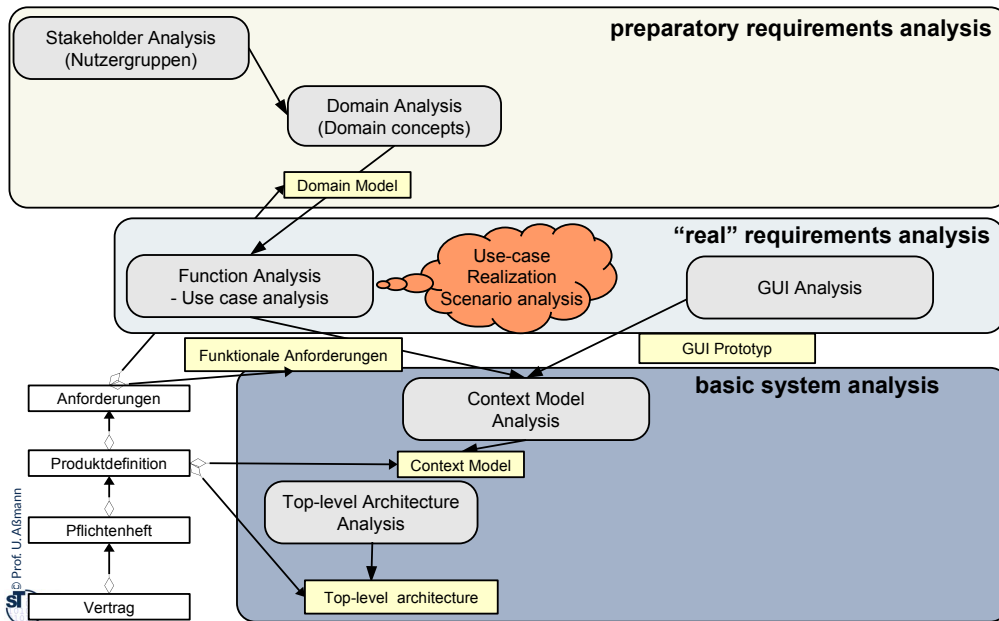 preparatory requirements analysis
Stakeholder Analysis
(Nutzergruppen)
Domain Analysis
(Domain concepts)
Domain Model
“real” requirements analysis
Function Analysis
- Use case analysis
Use-case
Realization
Scenario analysis
GUI Analysis
Funktionale Anforderungen
GUI Prototyp
basic system analysis
Anforderungen
Context Model
Analysis
Produktdefinition
Context Model
Top-level Architecture
Analysis
Pflichtenheft
Top-level architecture
Vertrag
© Prof. U. Aßmann
ST